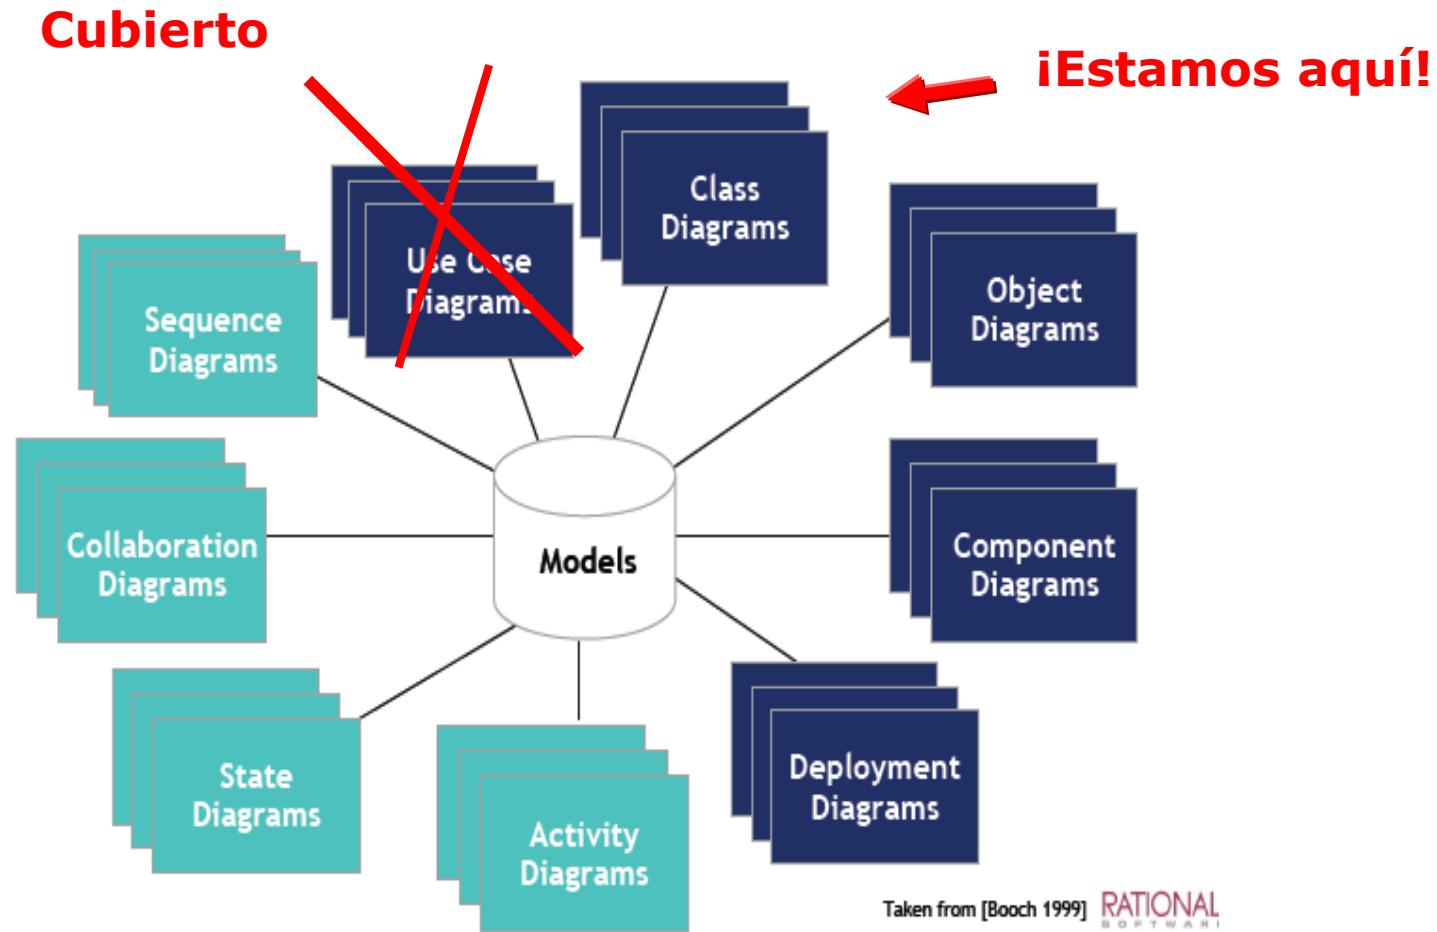 Cubierto
¡Estamos aquí!
Class
Diagrams
Use Case
Diagrams
Object
Diagrams
Sequence
Diagrams
Collaboration
Diagrams
Models
Component
Diagrams
State
Diagrams
Deployment
Diagrams
Activity
Diagrams
Taken from [Booch 1999]
RATIONAL
SOFTWARE